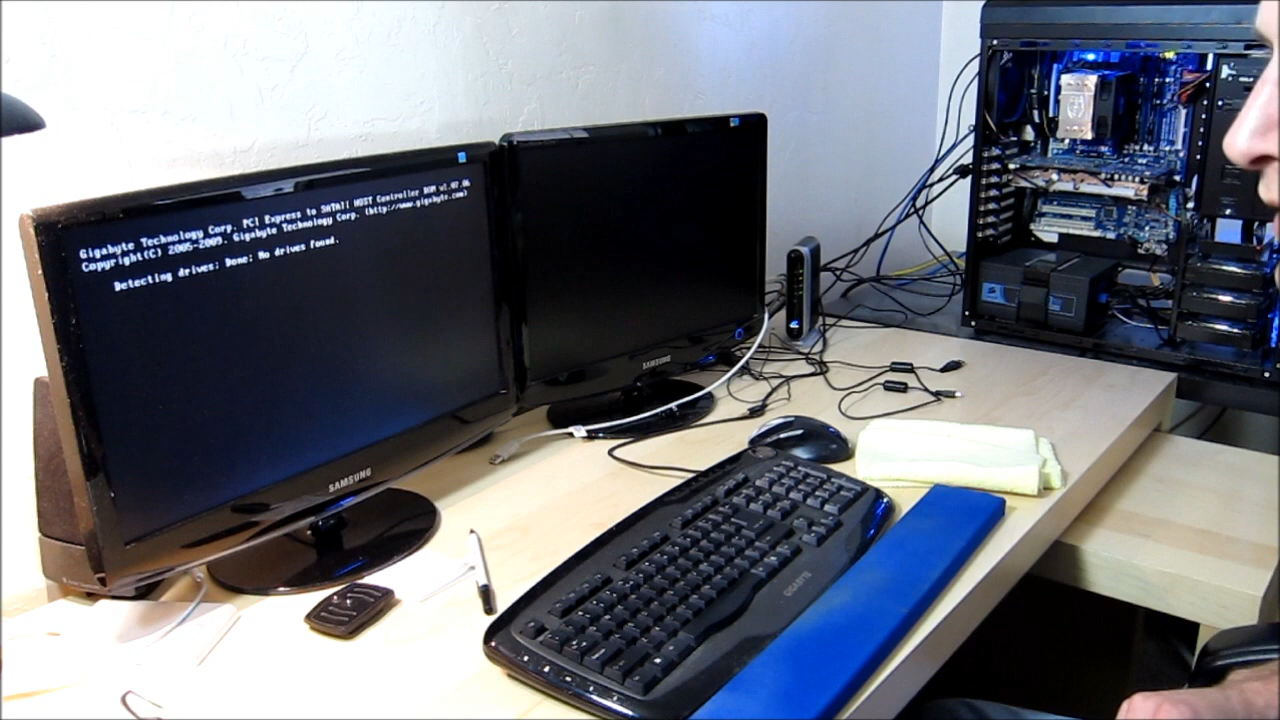 Gigabyte Technology Corp. PCI Express to SATAII HOST Controller ROM v1.07.06
Copyright(C) 2005-2009. Gigabyte Technology Corp. (http://www.gigabyte.com)
Detecting drives: Done: No drives found.
SAMSUNG
SAMSUNG
GIGABYTE